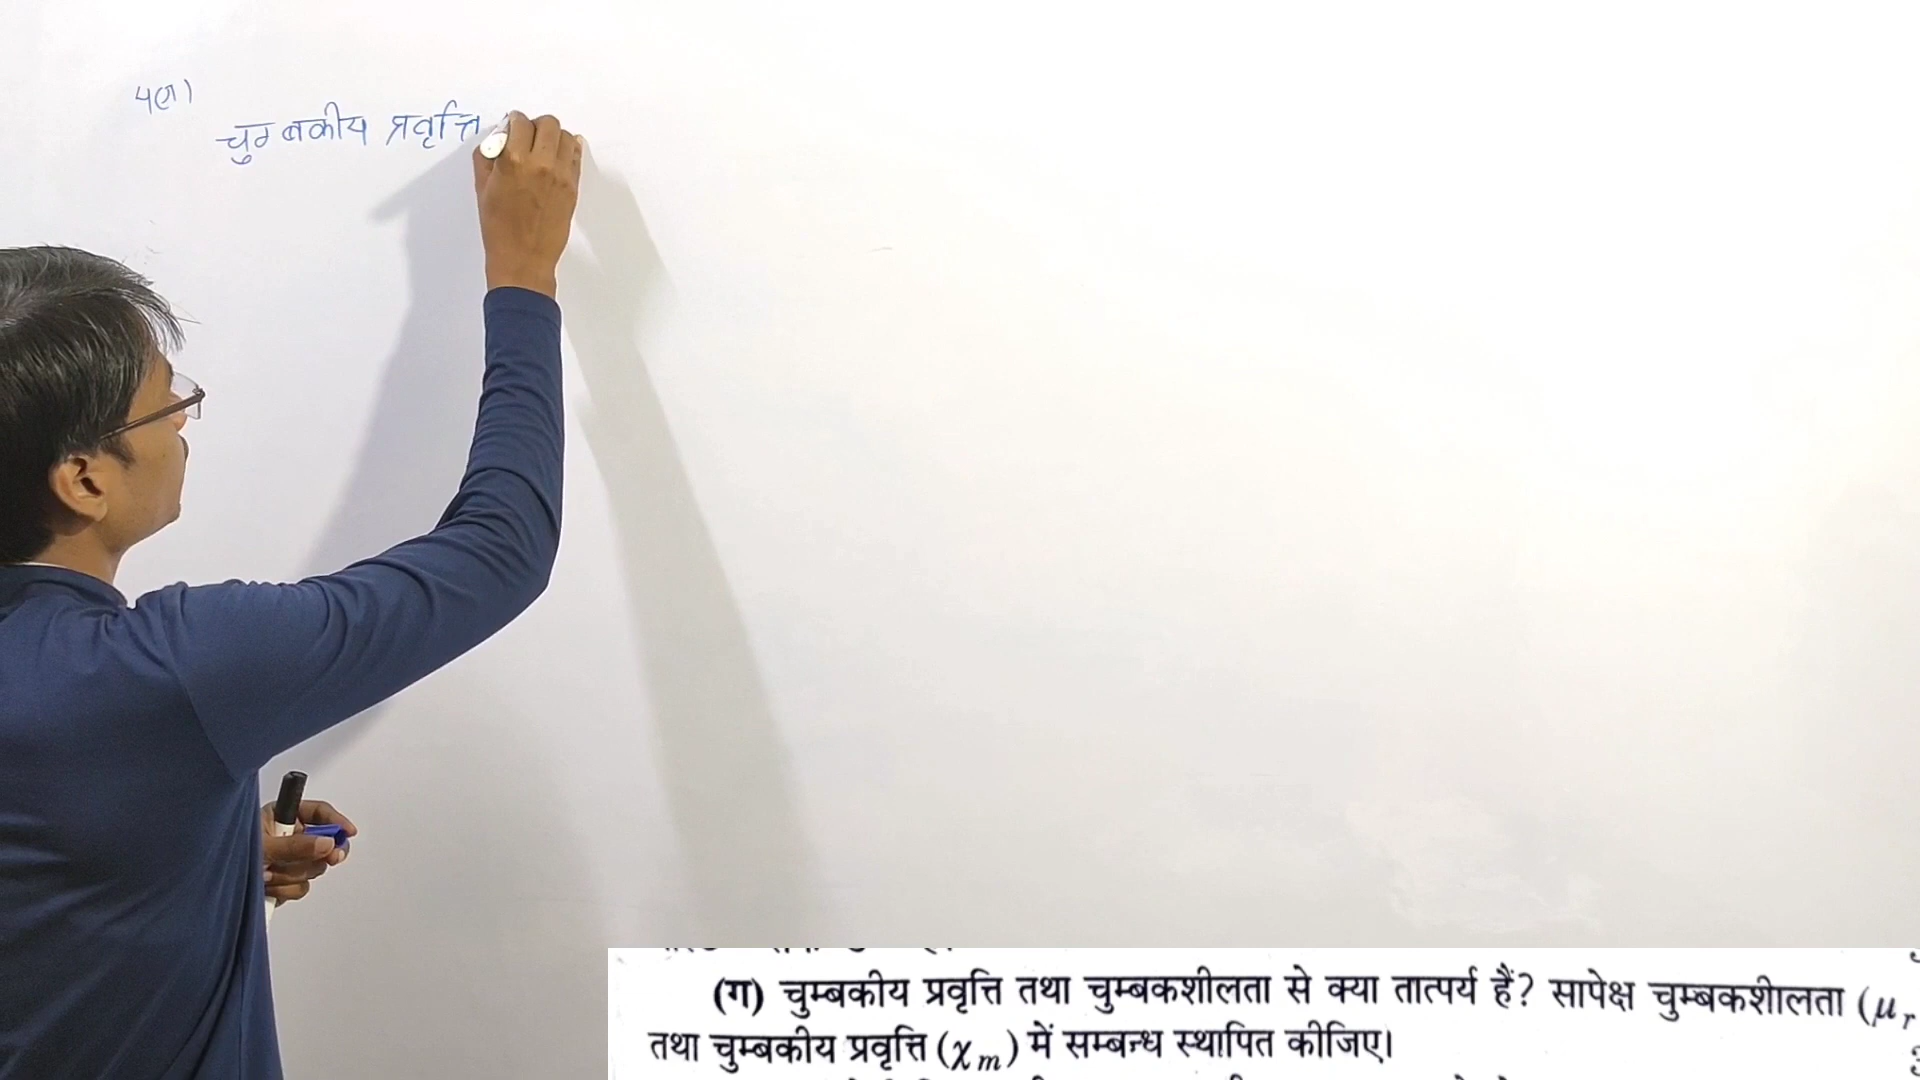 4(ग)
चुम्बकीय प्रवृत्ति
(ग) चुम्बकीय प्रवृत्ति तथा चुम्बकशीलता से क्या तात्पर्य हैं? सापेक्ष चुम्बकशीलता (μr
तथा चुम्बकीय प्रवृत्ति (χm) में सम्बन्ध स्थापित कीजिए।